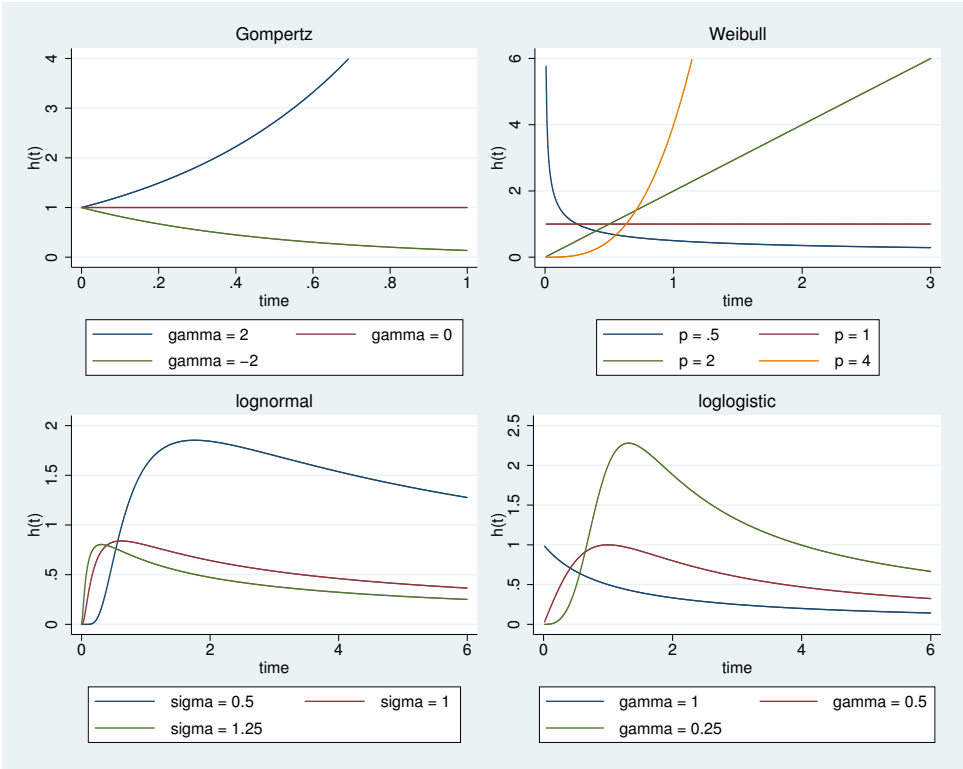 Gompertz
h(t)
4
3
2
1
0
0 .2 .4 .6 .8 1
time
gamma = 2 gamma = 0
gamma = −2
Weibull
h(t)
6
4
2
0
0 1 2 3
time
p = .5 p = 1
p = 2 p = 4
lognormal
h(t)
2
1.5
1
.5
0
0 2 4 6
time
sigma = 0.5 sigma = 1
sigma = 1.25
loglogistic
h(t)
2.5
2
1.5
1
.5
0
0 2 4 6
time
gamma = 1 gamma = 0.5
gamma = 0.25